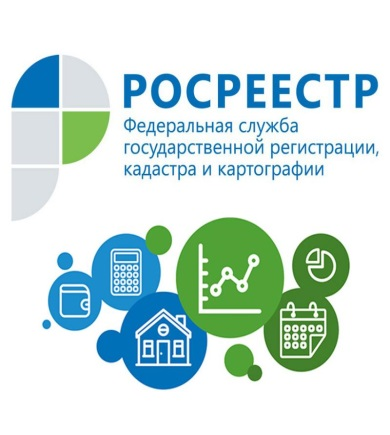 РОСРЕЕСТР
Федеральная служба
государственной регистрации,
кадастра и картографии